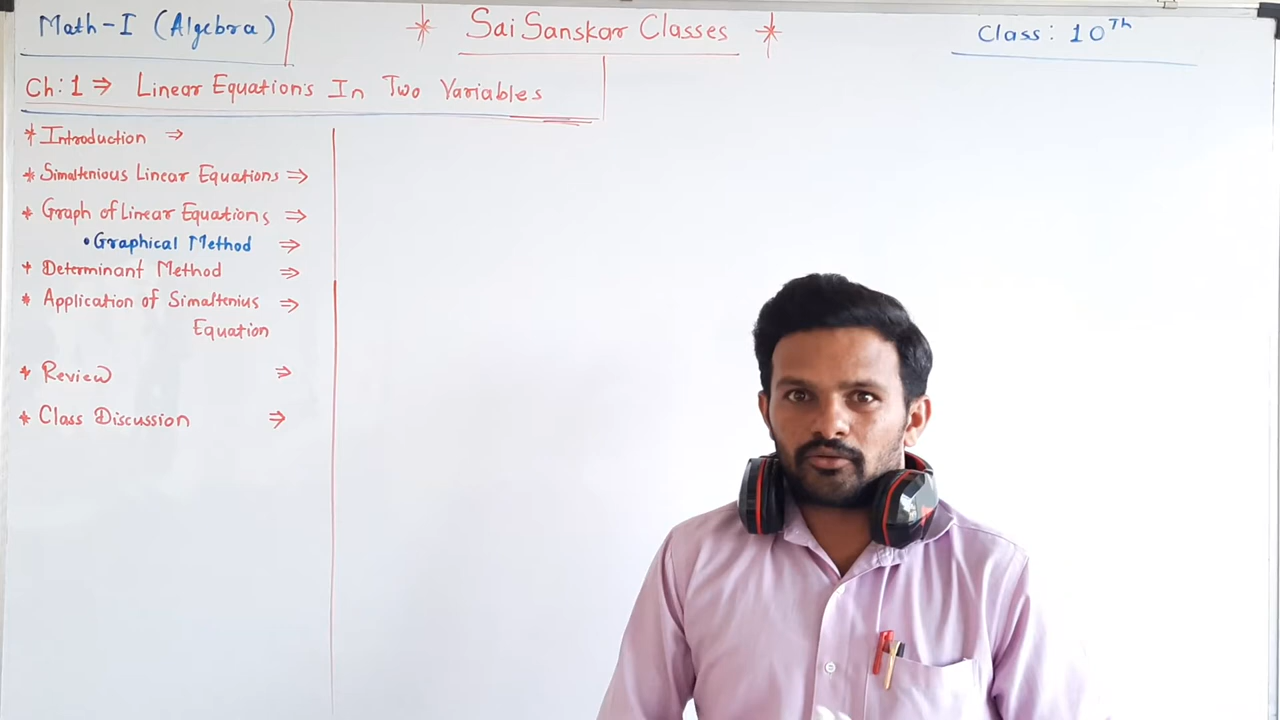 Math-I (Algebra)
* Sai Sanskar Classes *
Class: 10Th
Ch:1 ⇒ Linear Equations In Two Variables
* Introduction ⇒
* Simaltenious Linear Equations ⇒
* Graph of Linear Equations ⇒
• Graphical Method ⇒
* Determinant Method ⇒
* Application of Simaltenius ⇒
Equation
* Review ⇒
* Class Discussion ⇒